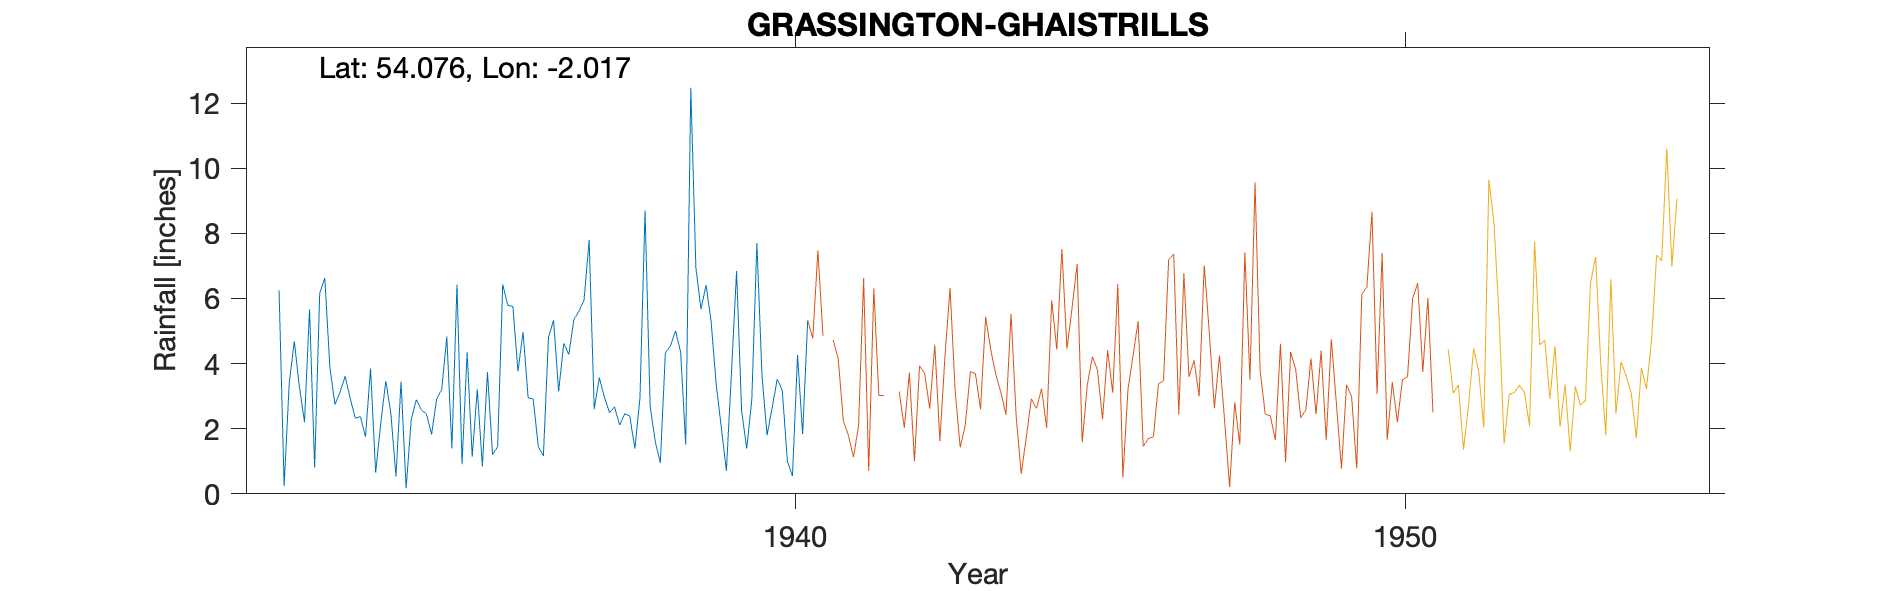 GRASSINGTON-GHAISTRILLS
Lat: 54.076, Lon: -2.017
12
10
8
6
4
2
0
Rainfall [inches]
1940
1950
Year